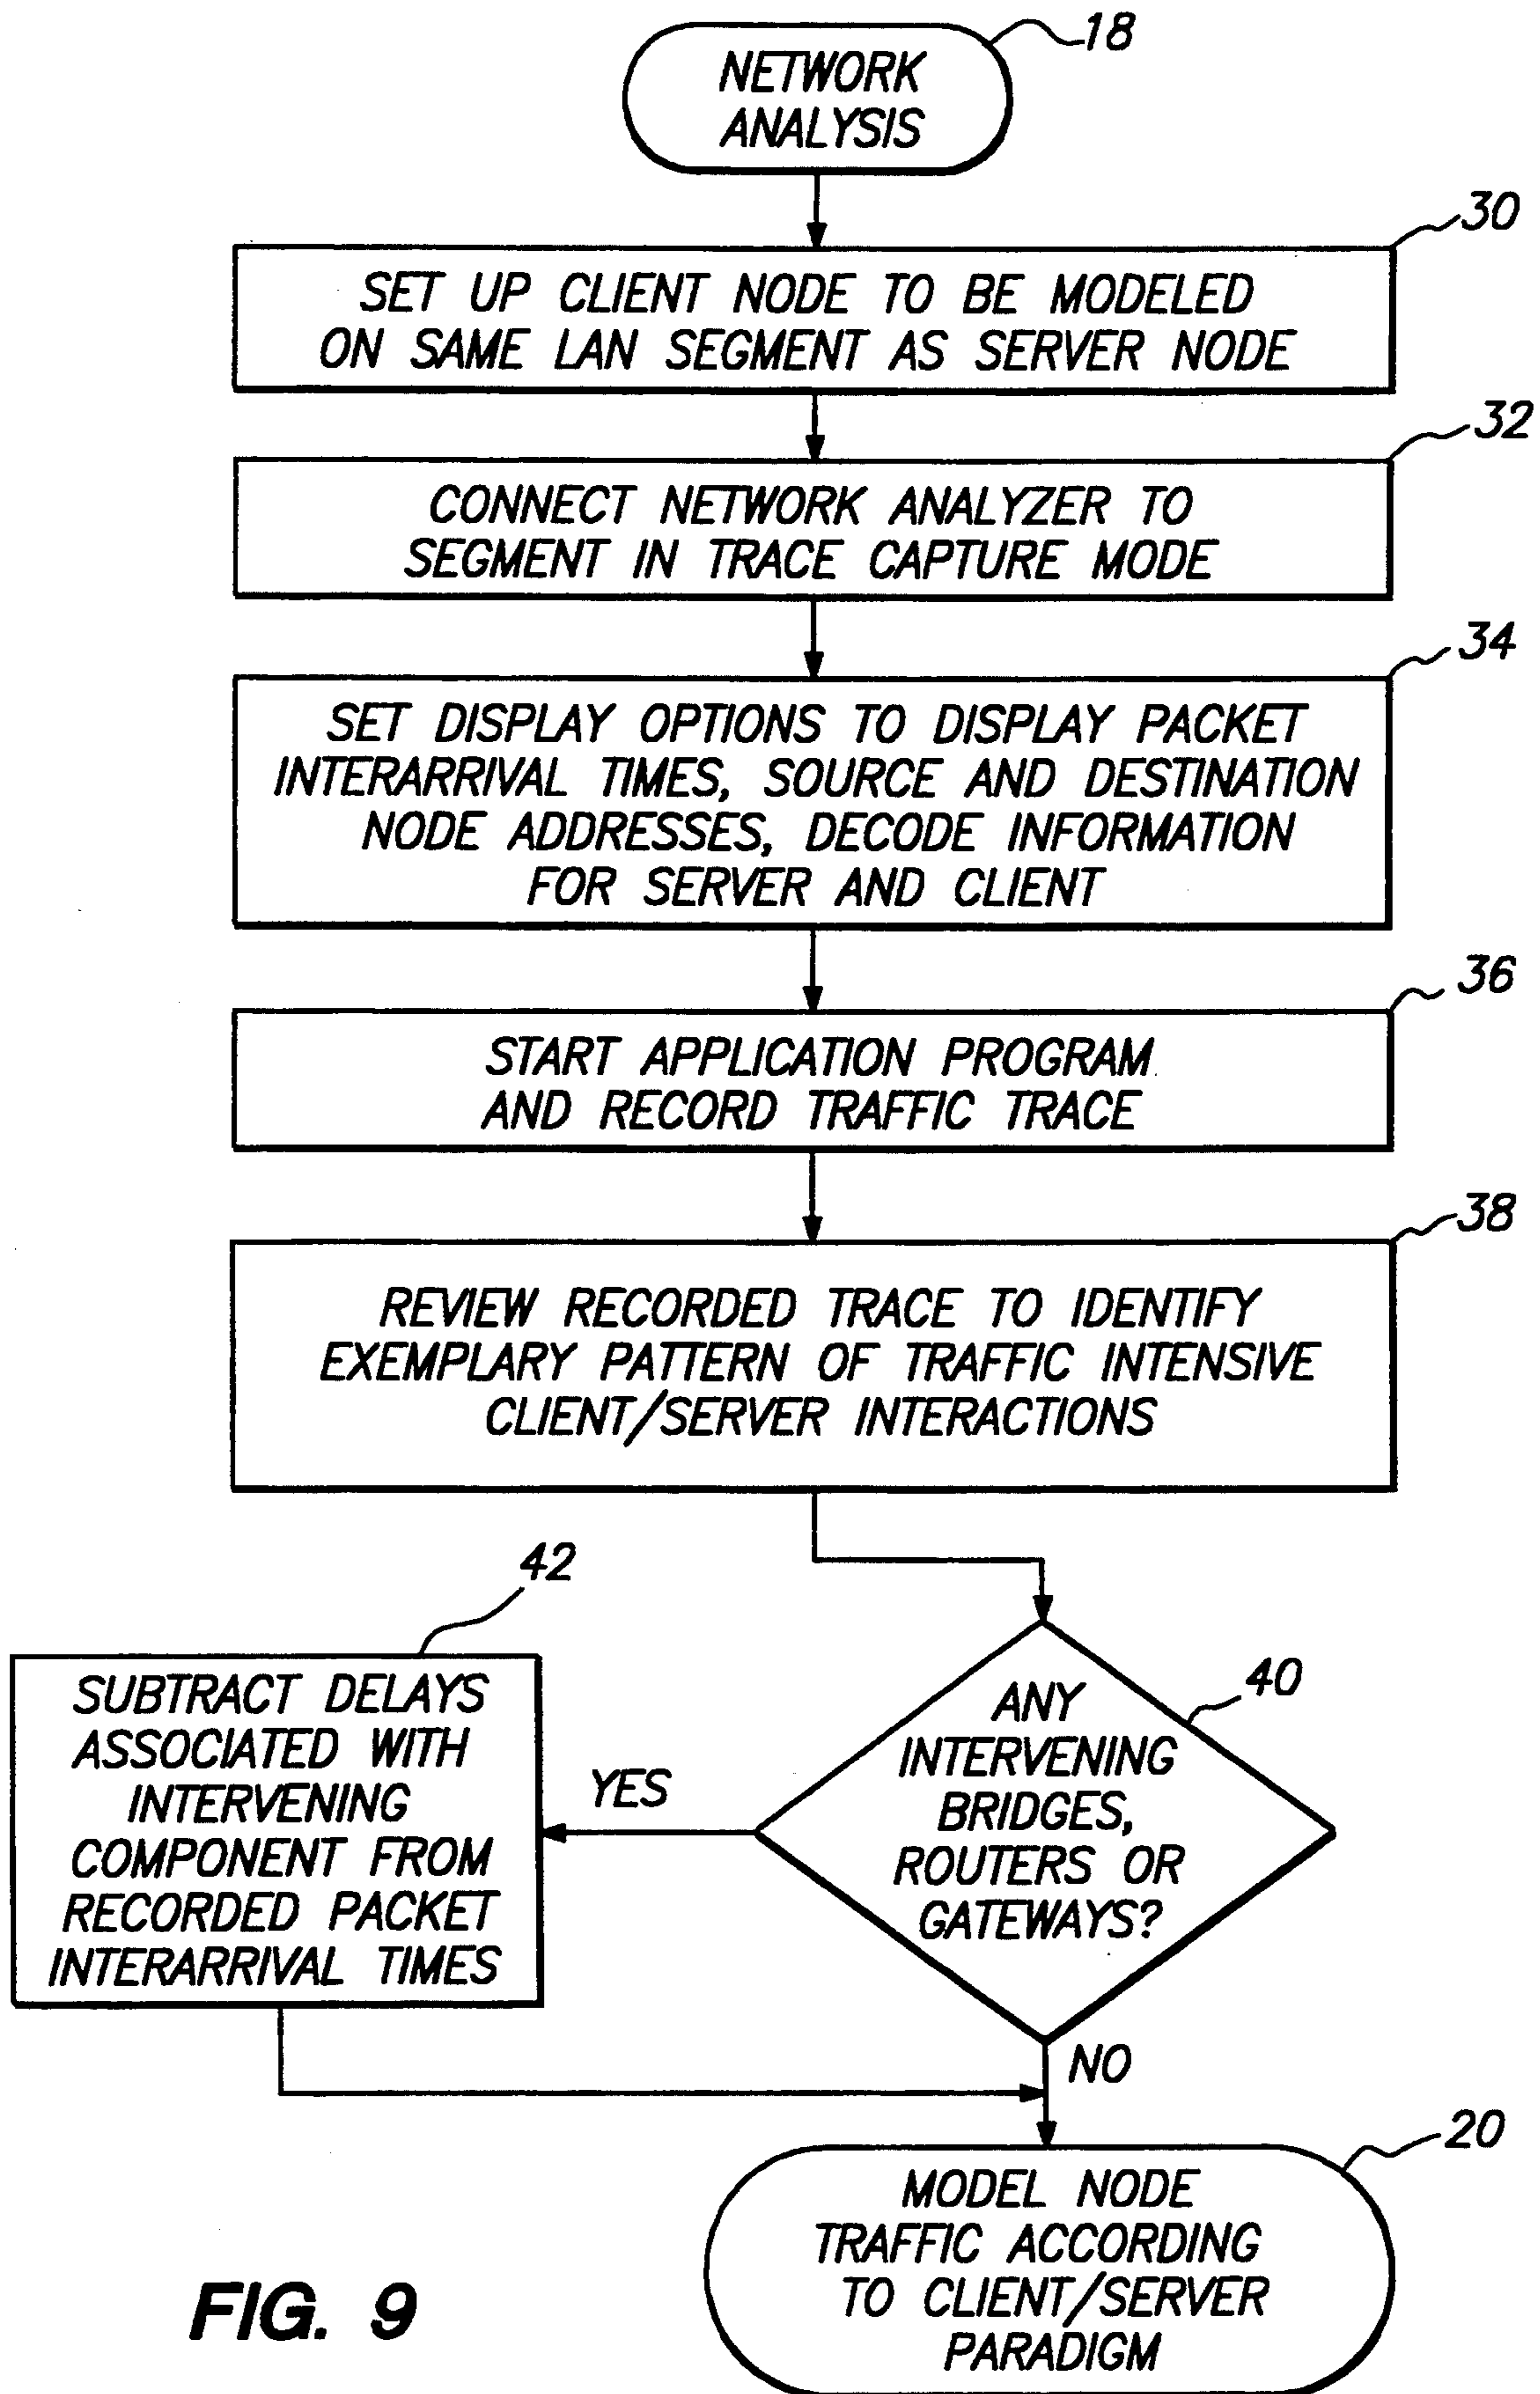 18
NETWORK
ANALYSIS
30
SET UP CLIENT NODE TO BE MODELED
ON SAME LAN SEGMENT AS SERVER NODE
32
CONNECT NETWORK ANALYZER TO
SEGMENT IN TRACE CAPTURE MODE
34
SET DISPLAY OPTIONS TO DISPLAY PACKET
INTERARRIVAL TIMES, SOURCE AND DESTINATION
NODE ADDRESSES, DECODE INFORMATION
FOR SERVER AND CLIENT
36
START APPLICATION PROGRAM
AND RECORD TRAFFIC TRACE
38
REVIEW RECORDED TRACE TO IDENTIFY
EXEMPLARY PATTERN OF TRAFFIC INTENSIVE
CLIENT/SERVER INTERACTIONS
42
SUBTRACT DELAYS
ASSOCIATED WITH
INTERVENING
COMPONENT FROM
RECORDED PACKET
INTERARRIVAL TIMES
YES
40
ANY
INTERVENING
BRIDGES,
ROUTERS OR
GATEWAYS?
NO
20
MODEL NODE
TRAFFIC ACCORDING
TO CLIENT/SERVER
PARADIGM
FIG. 9